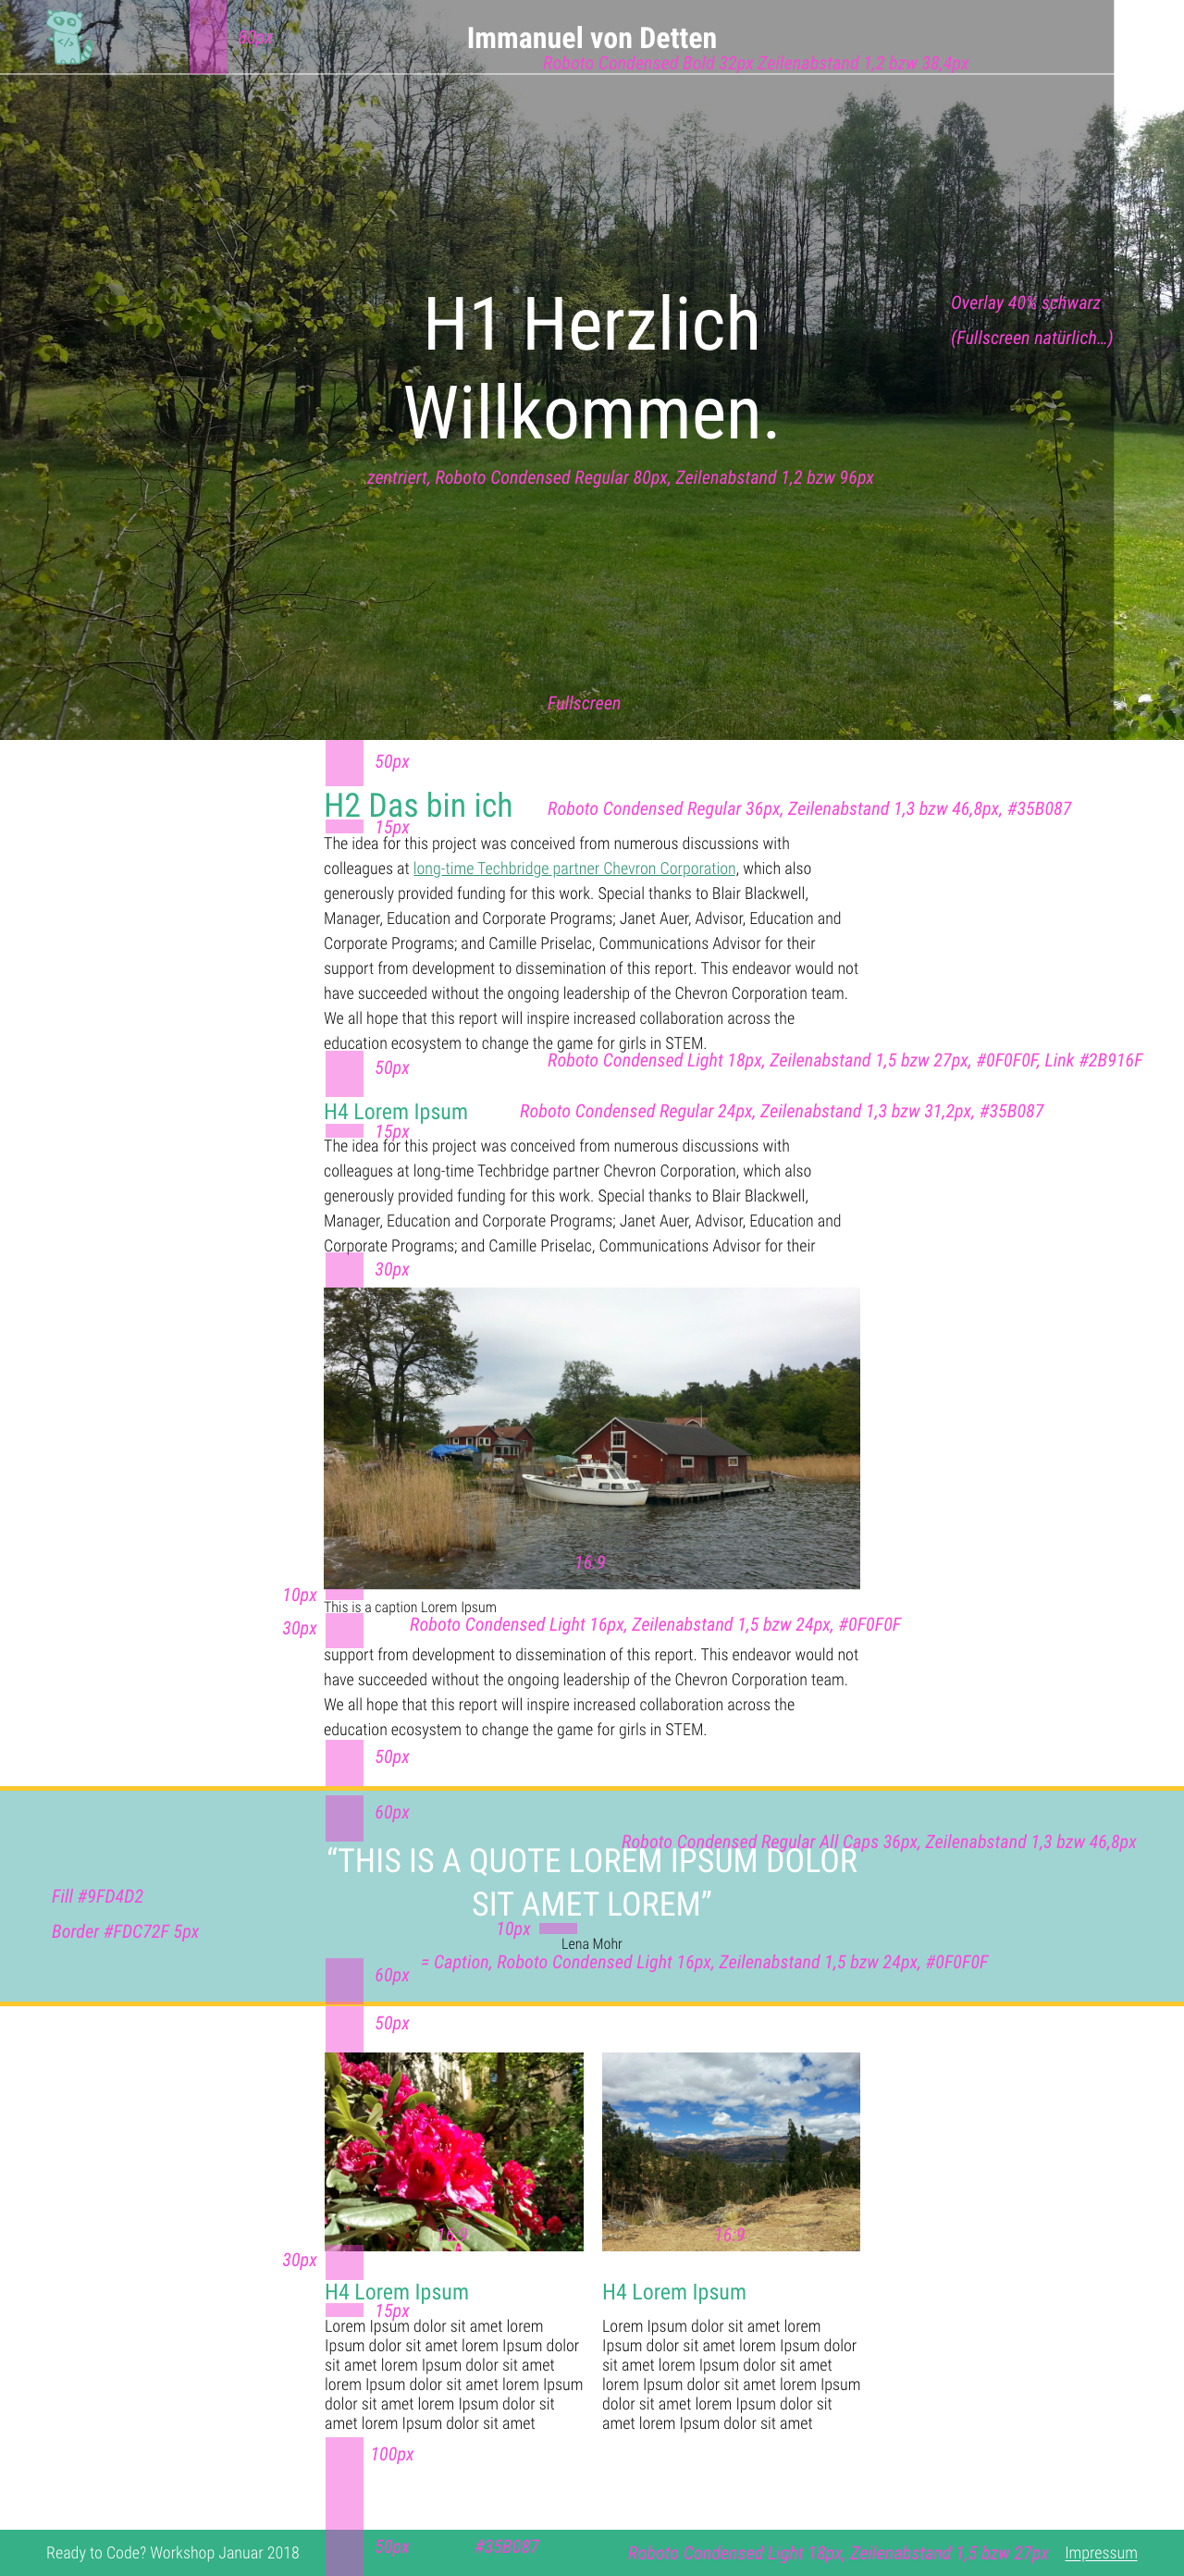 </>
80px
Immanuel von Detten
Roboto Condensed Bold 32px Zeilenabstand 1,2 bzw 38,4px
H1 Herzlich
Willkommen.
Overlay 40% schwarz
(Fullscreen natürlich...)
zentriert, Roboto Condensed Regular 80px, Zeilenabstand 1,2 bzw 96px
Fullscreen
50px
H2 Das bin ich
Roboto Condensed Regular 36px, Zeilenabstand 1,3 bzw 46,8px, #35B087
15px
The idea for this project was conceived from numerous discussions with
colleagues at long-time Techbridge partner Chevron Corporation, which also
generously provided funding for this work. Special thanks to Blair Blackwell,
Manager, Education and Corporate Programs; Janet Auer, Advisor, Education and
Corporate Programs; and Camille Priselac, Communications Advisor for their
support from development to dissemination of this report. This endeavor would not
have succeeded without the ongoing leadership of the Chevron Corporation team.
We all hope that this report will inspire increased collaboration across the
education ecosystem to change the game for girls in STEM.
Roboto Condensed Light 18px, Zeilenabstand 1,5 bzw 27px, #0F0F0F, Link #2B916F
50px
H4 Lorem Ipsum
Roboto Condensed Regular 24px, Zeilenabstand 1,3 bzw 31,2px, #35B087
15px
The idea for this project was conceived from numerous discussions with
colleagues at long-time Techbridge partner Chevron Corporation, which also
generously provided funding for this work. Special thanks to Blair Blackwell,
Manager, Education and Corporate Programs; Janet Auer, Advisor, Education and
Corporate Programs; and Camille Priselac, Communications Advisor for their
30px
16:9
10px
This is a caption Lorem Ipsum
30px
Roboto Condensed Light 16px, Zeilenabstand 1,5 bzw 24px, #0F0F0F
support from development to dissemination of this report. This endeavor would not
have succeeded without the ongoing leadership of the Chevron Corporation team.
We all hope that this report will inspire increased collaboration across the
education ecosystem to change the game for girls in STEM.
50px
60px
Roboto Condensed Regular All Caps 36px, Zeilenabstand 1,3 bzw 46,8px
“THIS IS A QUOTE LOREM IPSUM DOLOR
SIT AMET LOREM”
Fill #9FD4D2
Border #FDC72F 5px
10px
Lena Mohr
= Caption, Roboto Condensed Light 16px, Zeilenabstand 1,5 bzw 24px, #0F0F0F
60px
50px
16:9
16:9
30px
H4 Lorem Ipsum
15px
Lorem Ipsum dolor sit amet lorem
Ipsum dolor sit amet lorem Ipsum dolor
sit amet lorem Ipsum dolor sit amet
lorem Ipsum dolor sit amet lorem Ipsum
dolor sit amet lorem Ipsum dolor sit
amet lorem Ipsum dolor sit amet
H4 Lorem Ipsum
Lorem Ipsum dolor sit amet lorem
Ipsum dolor sit amet lorem Ipsum dolor
sit amet lorem Ipsum dolor sit amet
lorem Ipsum dolor sit amet lorem Ipsum
dolor sit amet lorem Ipsum dolor sit
amet lorem Ipsum dolor sit amet
100px
Ready to Code? Workshop Januar 2018
50px
#35B087
Roboto Condensed Light 18px, Zeilenabstand 1,5 bzw 27px
Impressum